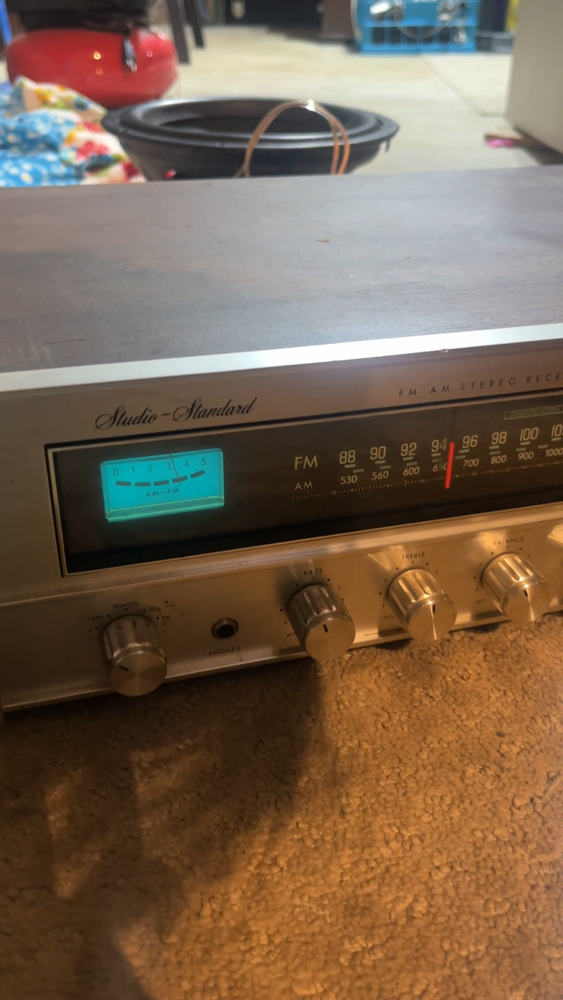 Studio-Standard
FM AM STEREO RECE
0 1 2 3 4 5
AM-FM
FM 88 90 92 94 96 98 100 10
AM 530 560 600 650 700 800 900 1000
BASS
TREBLE
BALANCE
PHONES